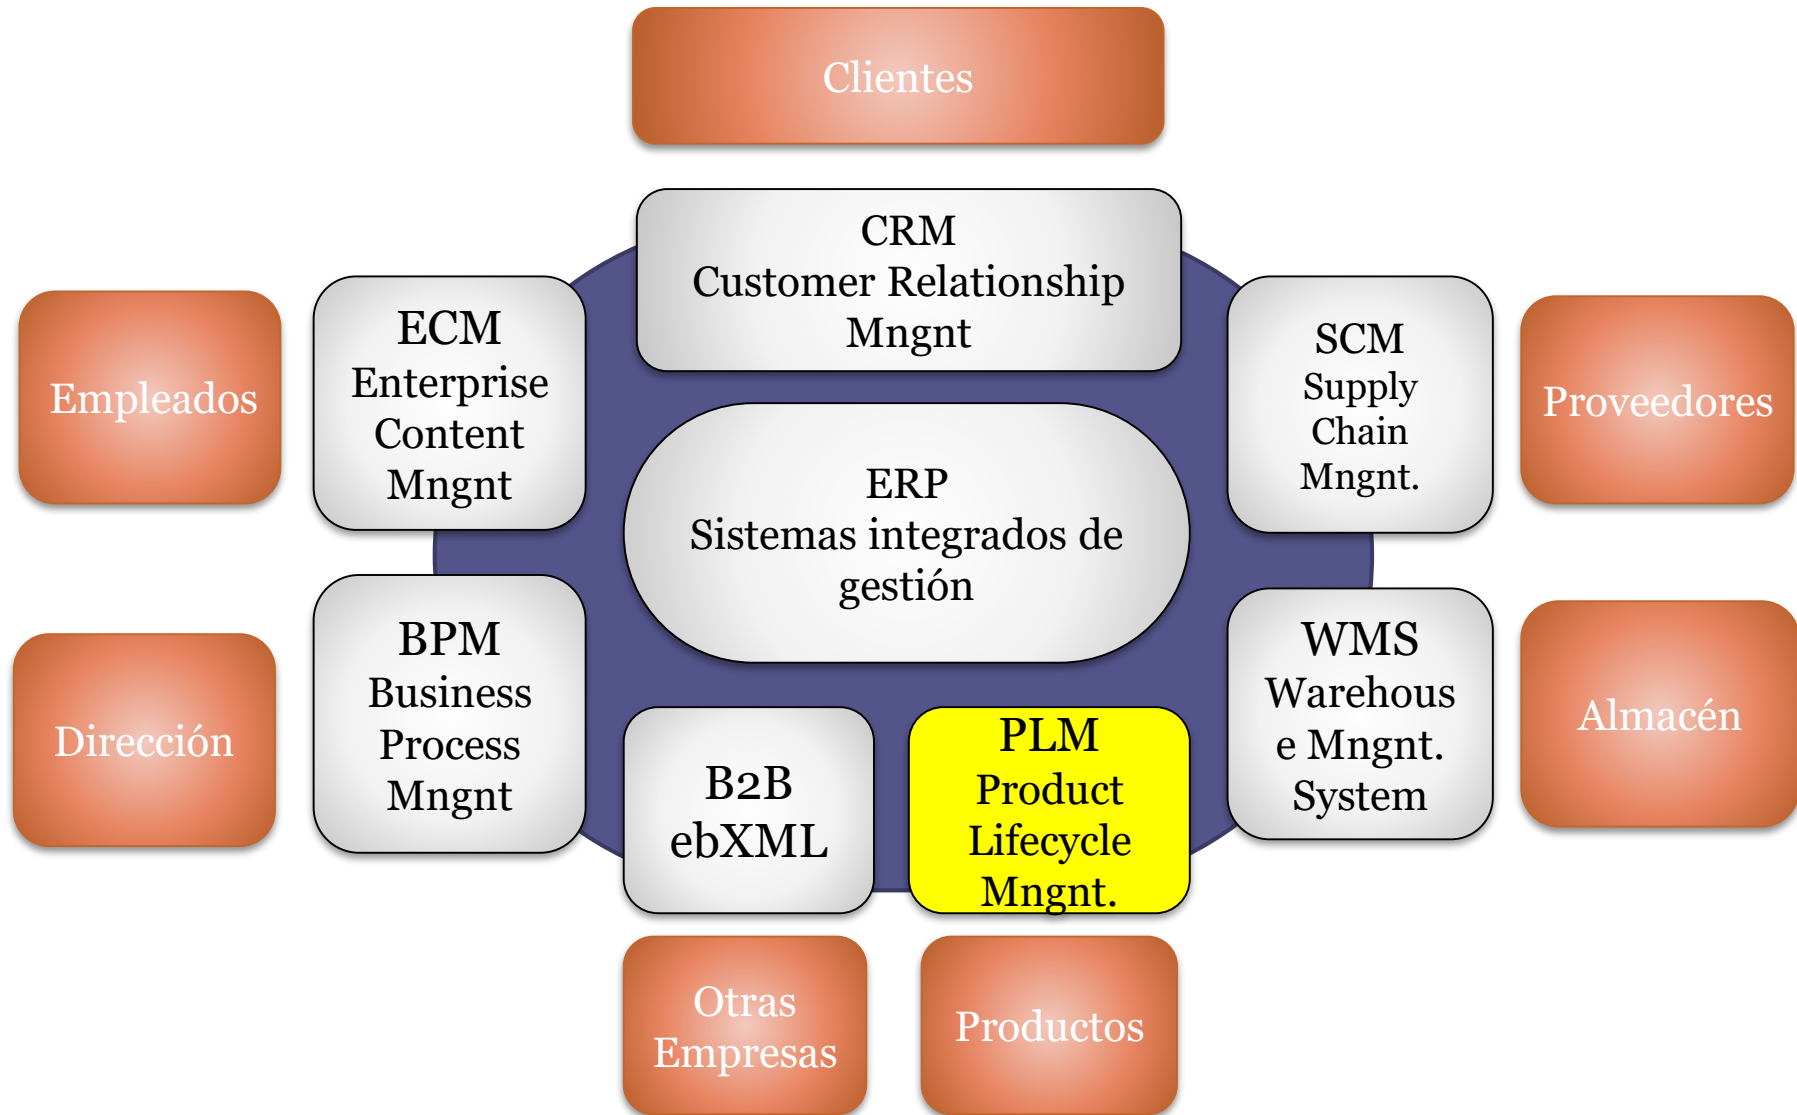 Clientes
CRM
Customer Relationship
Mngnt
Empleados
ECM
Enterprise
Content
Mngnt
SCM
Supply
Chain
Mngnt.
Proveedores
ERP
Sistemas integrados de
gestión
Dirección
BPM
Business
Process
Mngnt
B2B
ebXML
PLM
Product
Lifecycle
Mngnt.
WMS
Warehous
e Mngnt.
System
Almacén
Otras
Empresas
Productos